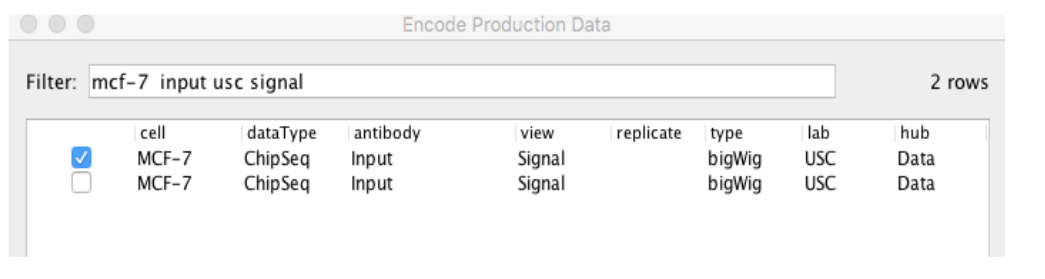 Encode Production Data
Filter: mcf-7  input usc signal 2 rows
cell dataType antibody view replicate type lab hub
MCF-7 ChipSeq Input Signal bigWig USC Data
MCF-7 ChipSeq Input Signal bigWig USC Data